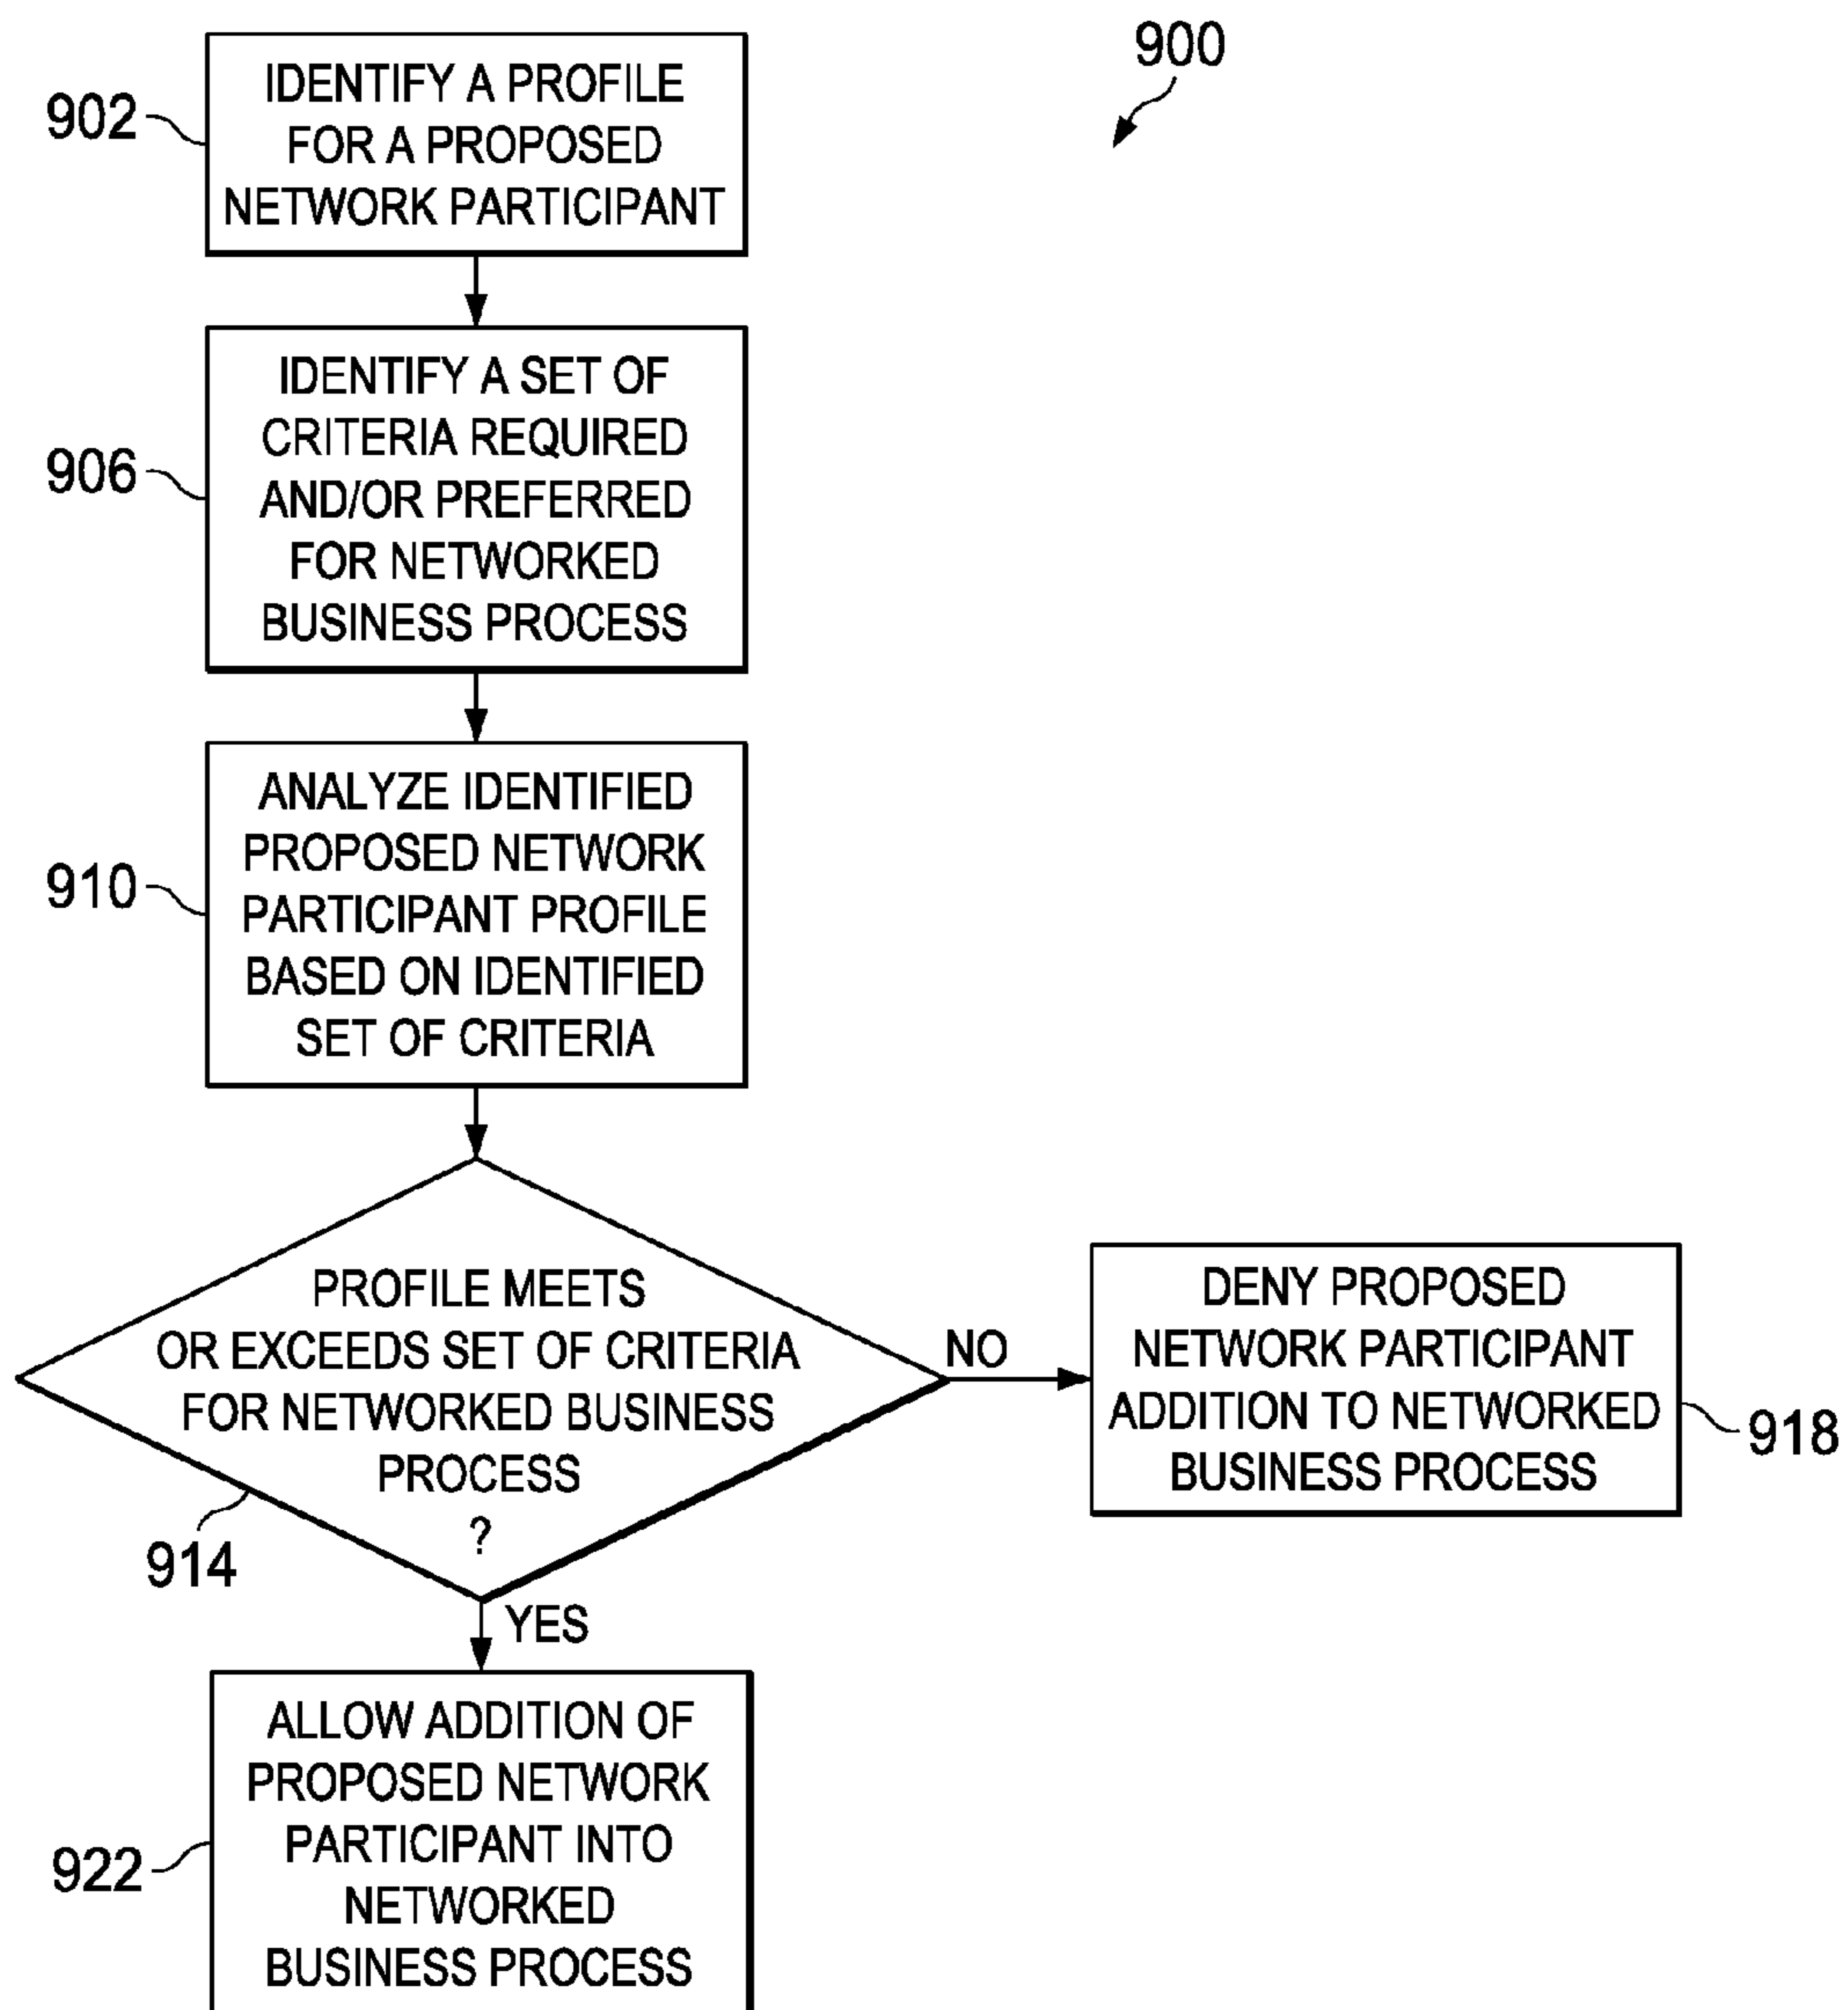 900
902
IDENTIFY A PROFILE
FOR A PROPOSED
NETWORK PARTICIPANT
906
IDENTIFY A SET OF
CRITERIA REQUIRED
AND/OR PREFERRED
FOR NETWORKED
BUSINESS PROCESS
910
ANALYZE IDENTIFIED
PROPOSED NETWORK
PARTICIPANT PROFILE
BASED ON IDENTIFIED
SET OF CRITERIA
PROFILE MEETS
OR EXCEEDS SET OF CRITERIA
FOR NETWORKED BUSINESS
PROCESS
?
914
NO
DENY PROPOSED
NETWORK PARTICIPANT
ADDITION TO NETWORKED
BUSINESS PROCESS
918
YES
922
ALLOW ADDITION OF
PROPOSED NETWORK
PARTICIPANT INTO
NETWORKED
BUSINESS PROCESS